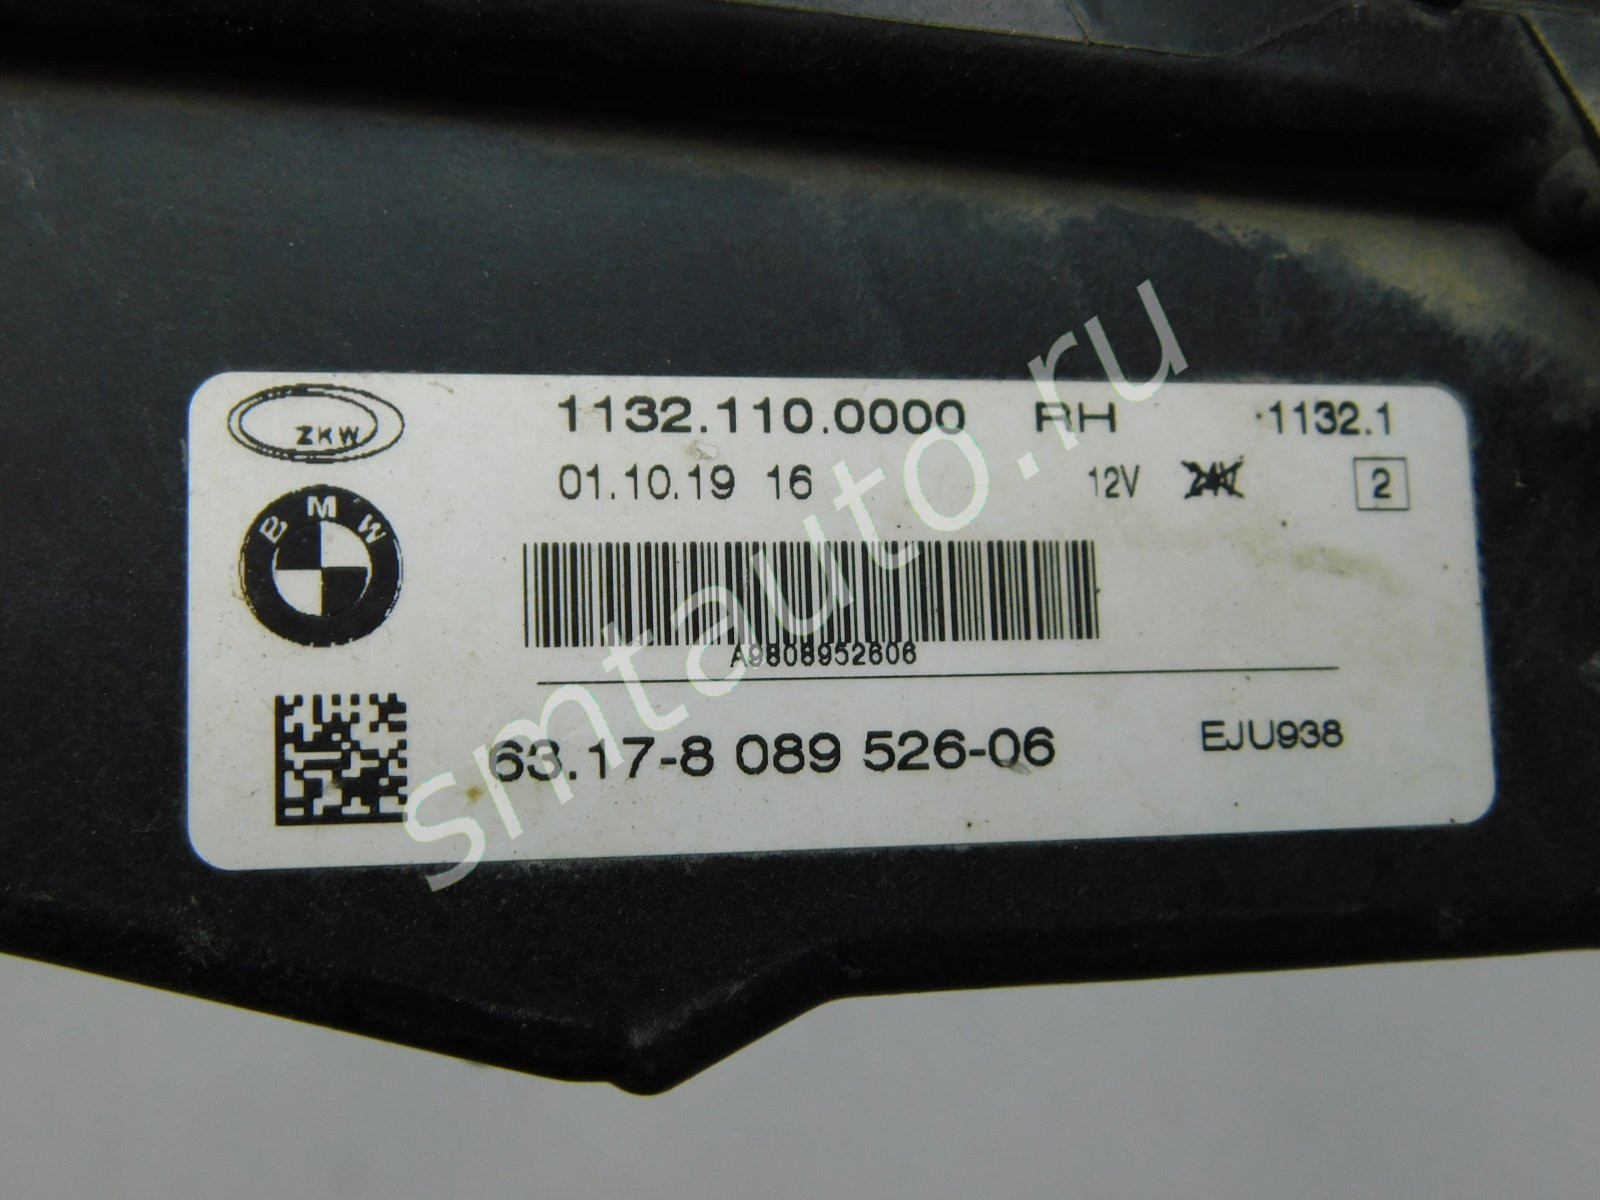 ZKW
1132.110.0000 RH 1132.1
01.10.19 16 12V 24V
2
BMW
A9808952606
63.17-8 089 526-06 EJU938
smtauto.ru